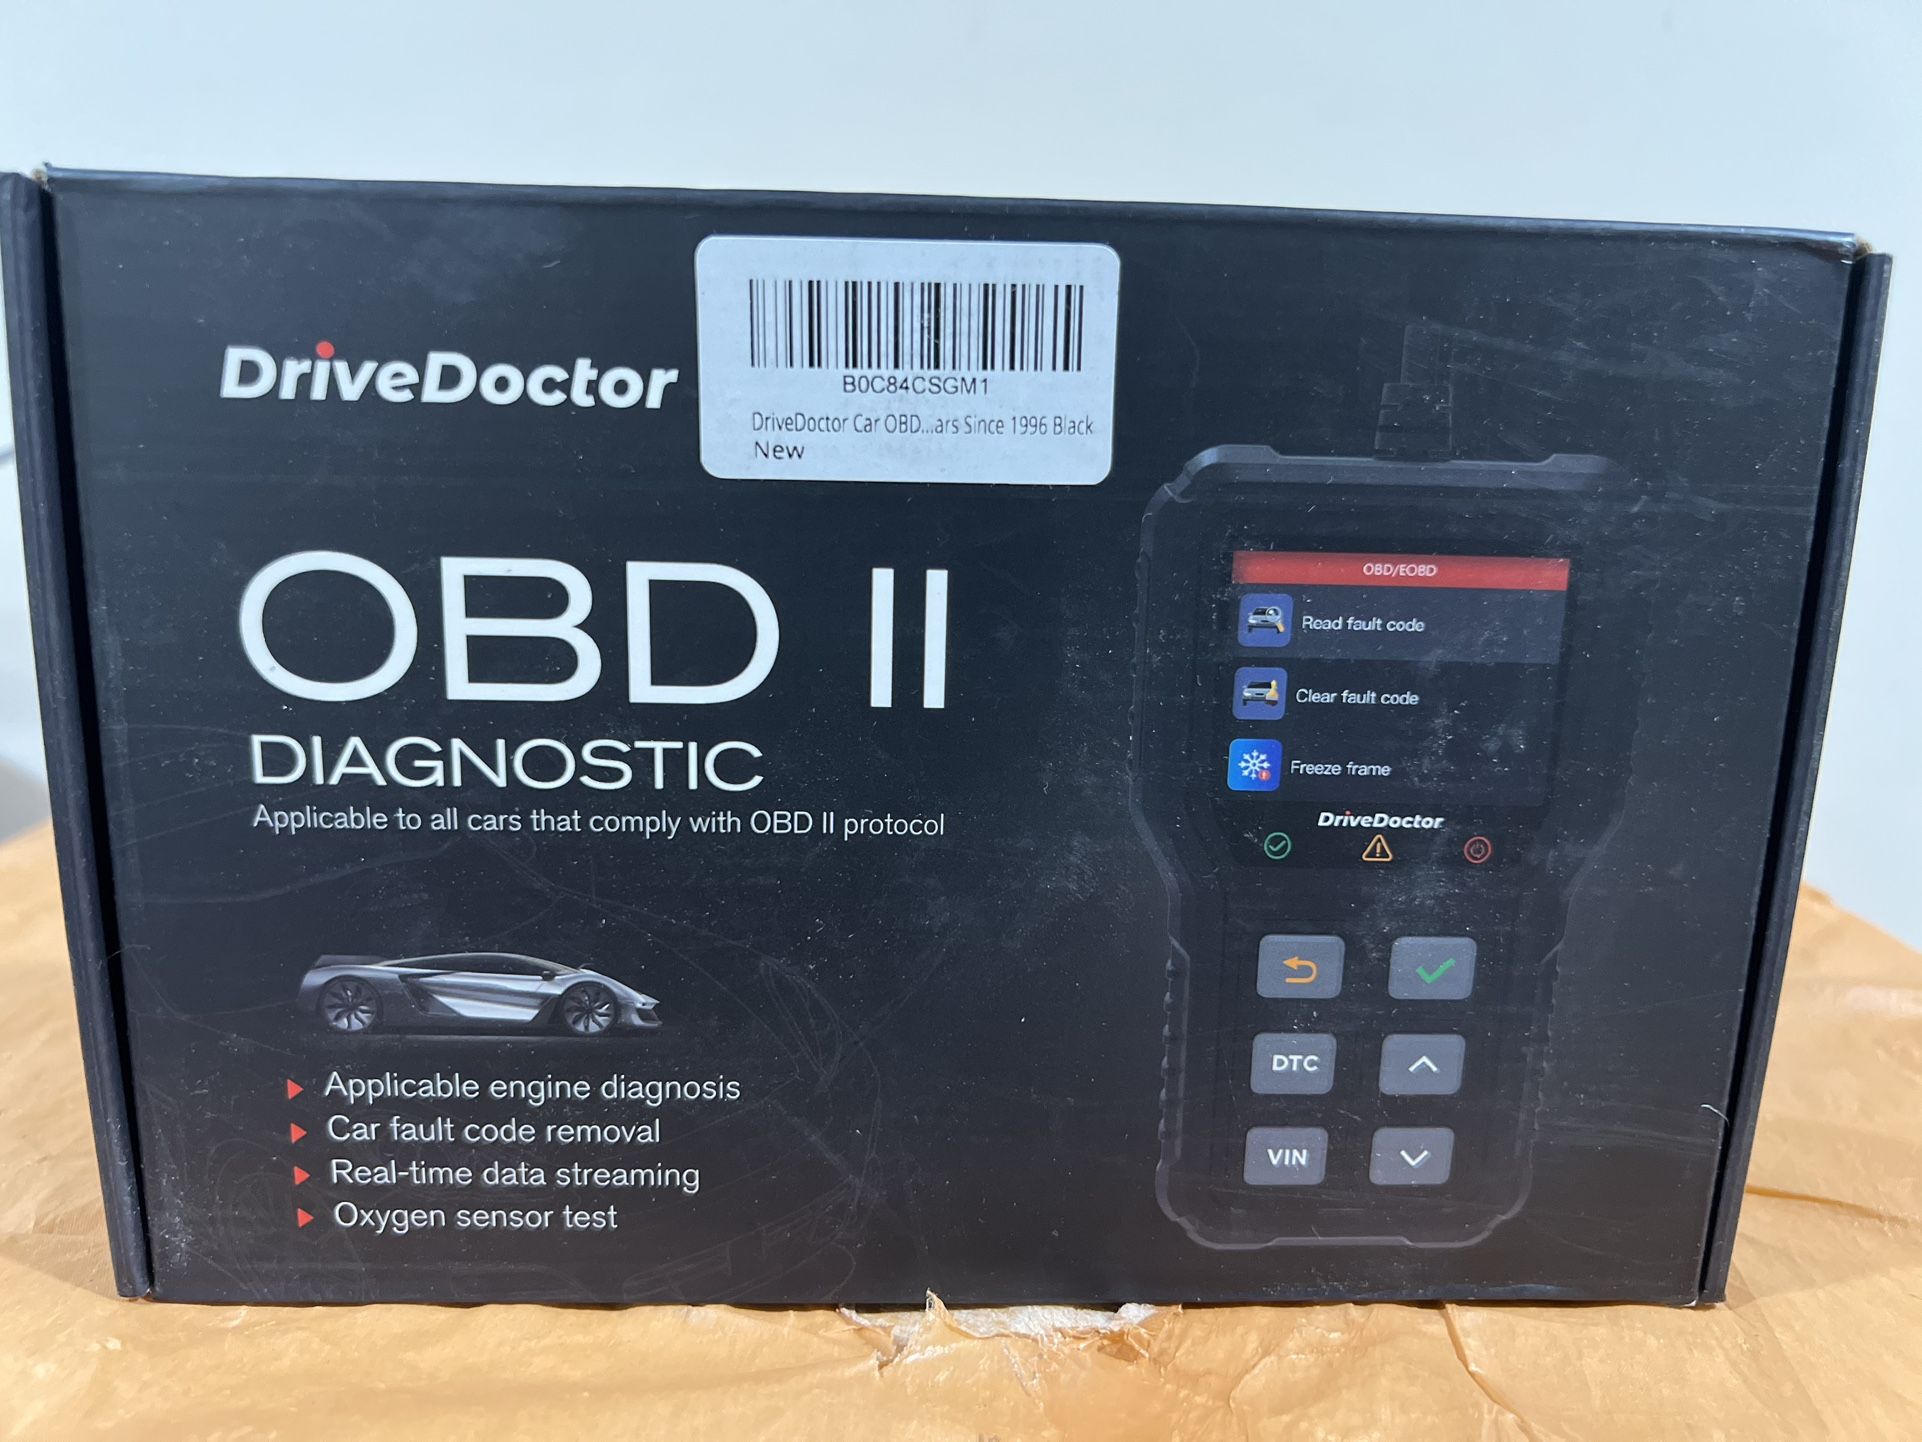 B0C84CSGM1
DriveDoctor Car OBD...ars Since 1996 Black
New
DriveDoctor
OBD II
DIAGNOSTIC
Applicable to all cars that comply with OBD II protocol
Applicable engine diagnosis
Car fault code removal
Real-time data streaming
Oxygen sensor test
OBD/EOBD
Read fault code
Clear fault code
Freeze frame
DriveDoctor
DTC
VIN